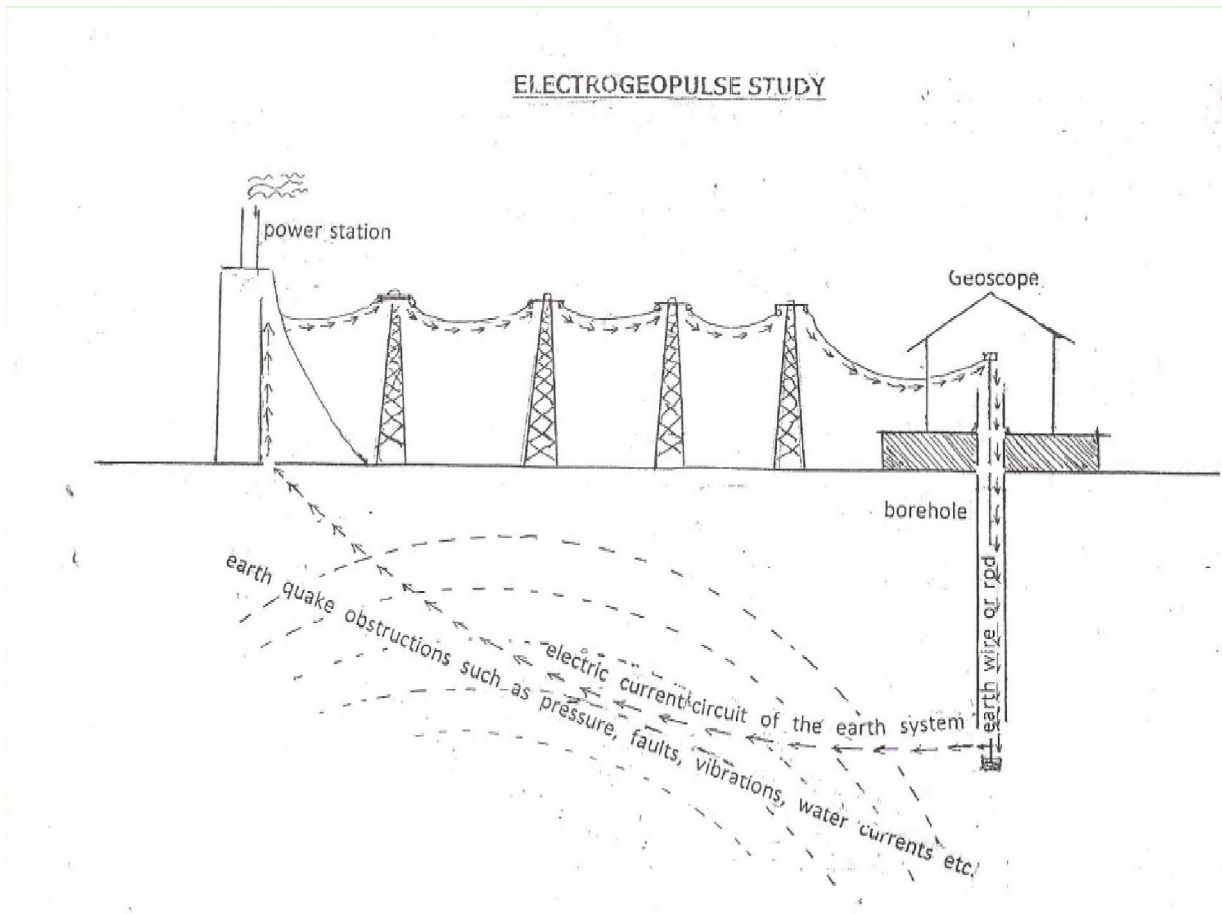 ELECTROGEOPULSE STUDY
power station
Geoscope
borehole
earth wire or rod
electric current circuit of the earth system
earth quake obstructions such as pressure, faults, vibrations, water currents etc.